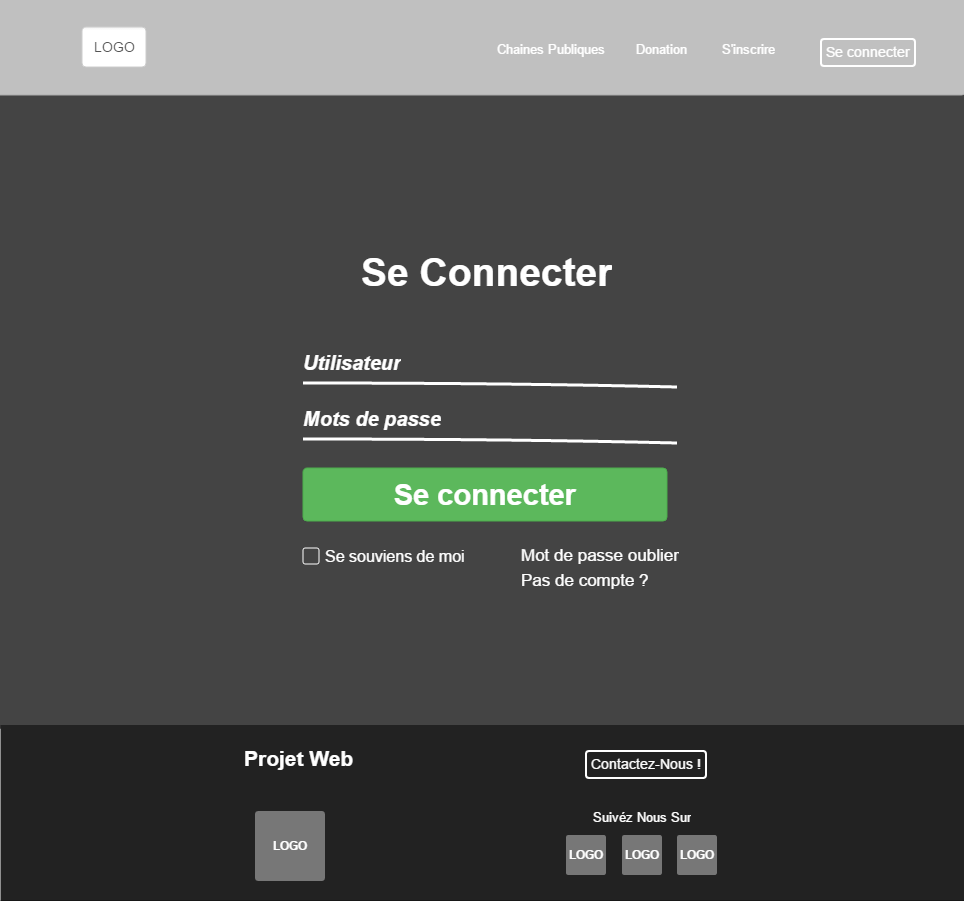 LOGO
Chaines Publiques
Donation
S'inscrire
Se connecter
Se Connecter
Utilisateur
Mots de passe
Se connecter
Se souviens de moi
Mot de passe oublier
Pas de compte ?
Projet Web
Contactez-Nous !
Suivéz Nous Sur
LOGO
LOGO
LOGO
LOGO